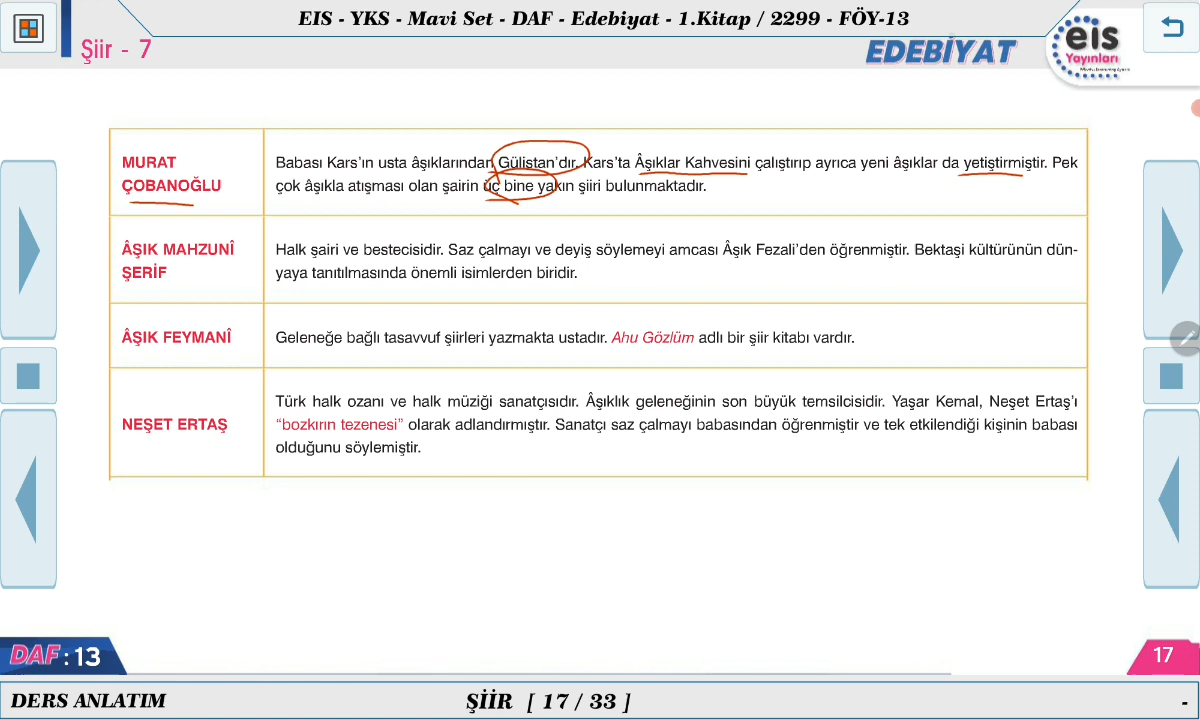 EIS - YKS - Mavi Set - DAF - Edebiyat - 1.Kitap / 2299 - FÖY-13
Şiir - 7
EDEBİYAT
eis
Yayınları
MURAT
ÇOBANOĞLU
Babası Kars’ın usta âşıklarından Gülistan’dır. Kars’ta Âşıklar Kahvesini çalıştırıp ayrıca yeni âşıklar da yetiştirmiştir. Pek
çok âşıkla atışması olan şairin üç bine yakın şiiri bulunmaktadır.
ÂŞIK MAHZUNÎ
ŞERİF
Halk şairi ve bestecisidir. Saz çalmayı ve deyiş söylemeyi amcası Âşık Fezali’den öğrenmiştir. Bektaşi kültürünün dün-
yaya tanıtılmasında önemli isimlerden biridir.
ÂŞIK FEYMANÎ
Geleneğe bağlı tasavvuf şiirleri yazmakta ustadır. Ahu Gözlüm adlı bir şiir kitabı vardır.
NEŞET ERTAŞ
Türk halk ozanı ve halk müziği sanatçısıdır. Âşıklık geleneğinin son büyük temsilcisidir. Yaşar Kemal, Neşet Ertaş’ı
“bozkırın tezenesi” olarak adlandırmıştır. Sanatçı saz çalmayı babasından öğrenmiştir ve tek etkilendiği kişinin babası
olduğunu söylemiştir.
DAF : 13
17
DERS ANLATIM
ŞİİR [ 17 / 33 ]
-